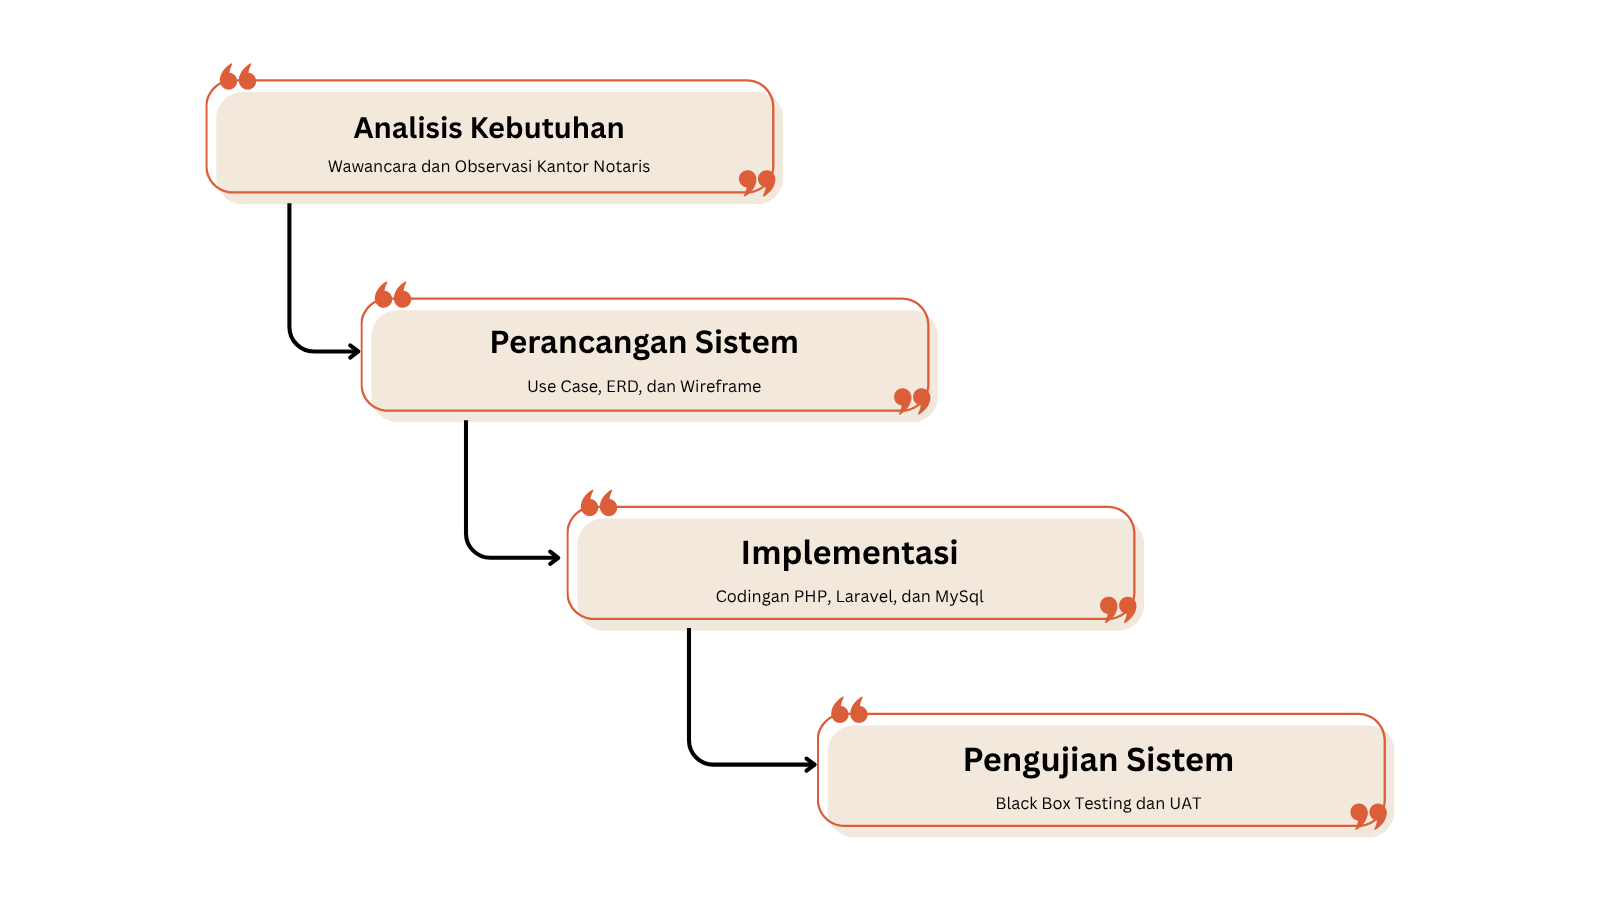 Analisis Kebutuhan
Wawancara dan Observasi Kantor Notaris
Perancangan Sistem
Use Case, ERD, dan Wireframe
Implementasi
Codingan PHP, Laravel, dan MySql
Pengujian Sistem
Black Box Testing dan UAT